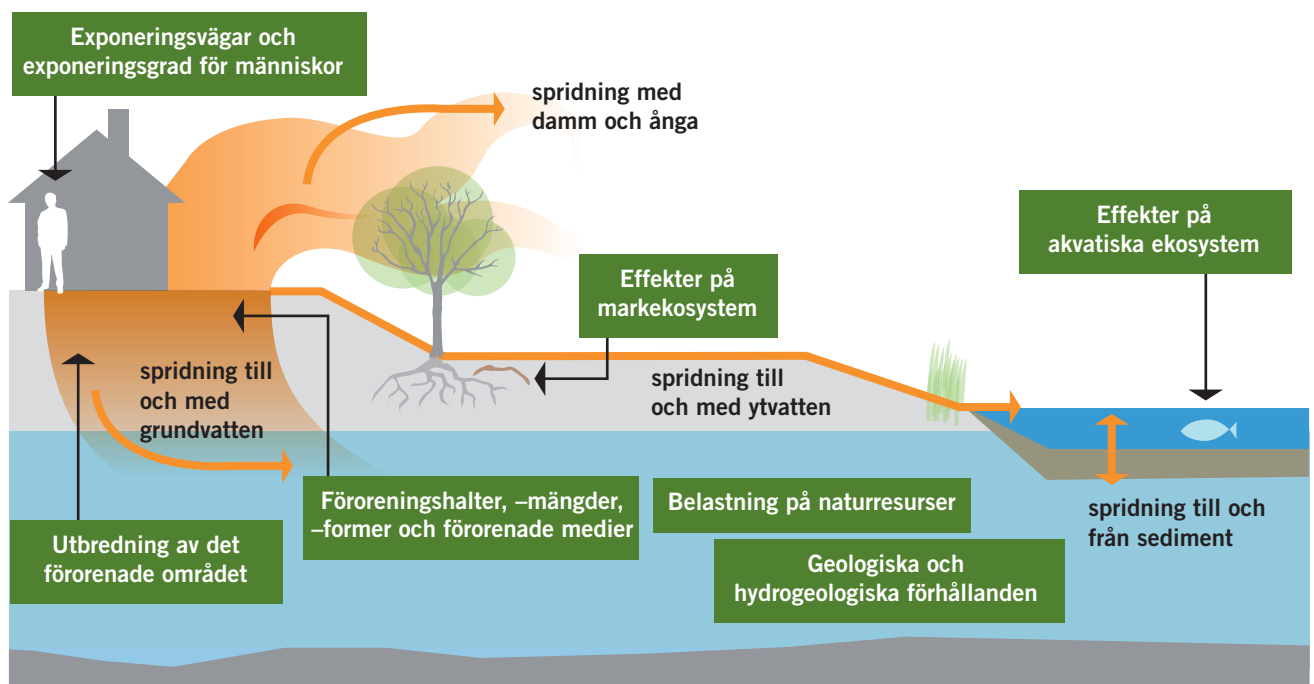 Exponeringsvägar och
exponeringsgrad för människor
spridning med
damm och ånga
Effekter på
akvatiska ekosystem
Effekter på
markekosystem
spridning till
och med
grundvatten
spridning till
och med ytvatten
Föroreningshalter, –mängder,
–former och förorenade medier
Belastning på naturresurser
spridning till och
från sediment
Utbredning av det
förorenade området
Geologiska och
hydrogeologiska förhållanden